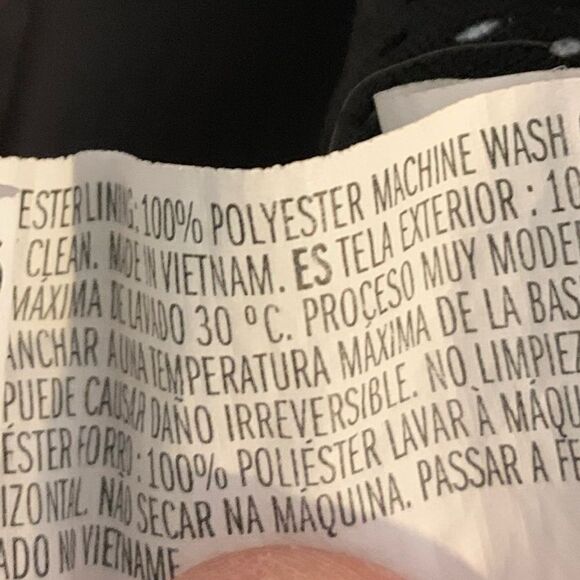 ESTER LINING: 100% POLYESTER MACHINE WASH
CLEAN. MADE IN VIETNAM. ES TELA EXTERIOR : 10
MÁXIMA DE LAVADO 30 ºC. PROCESO MUY MODER
ANCHAR A UNA TEMPERATURA MÁXIMA DE LA BAS
PUEDE CAUSAR DAÑO IRREVERSIBLE. NO LIMPIEZ
ÉSTER FORRO : 100% POLIÉSTER LAVAR À MÁQU
IZONTAL. NÃO SECAR NA MÁQUINA. PASSAR A FE
ADO NO VIETNAME